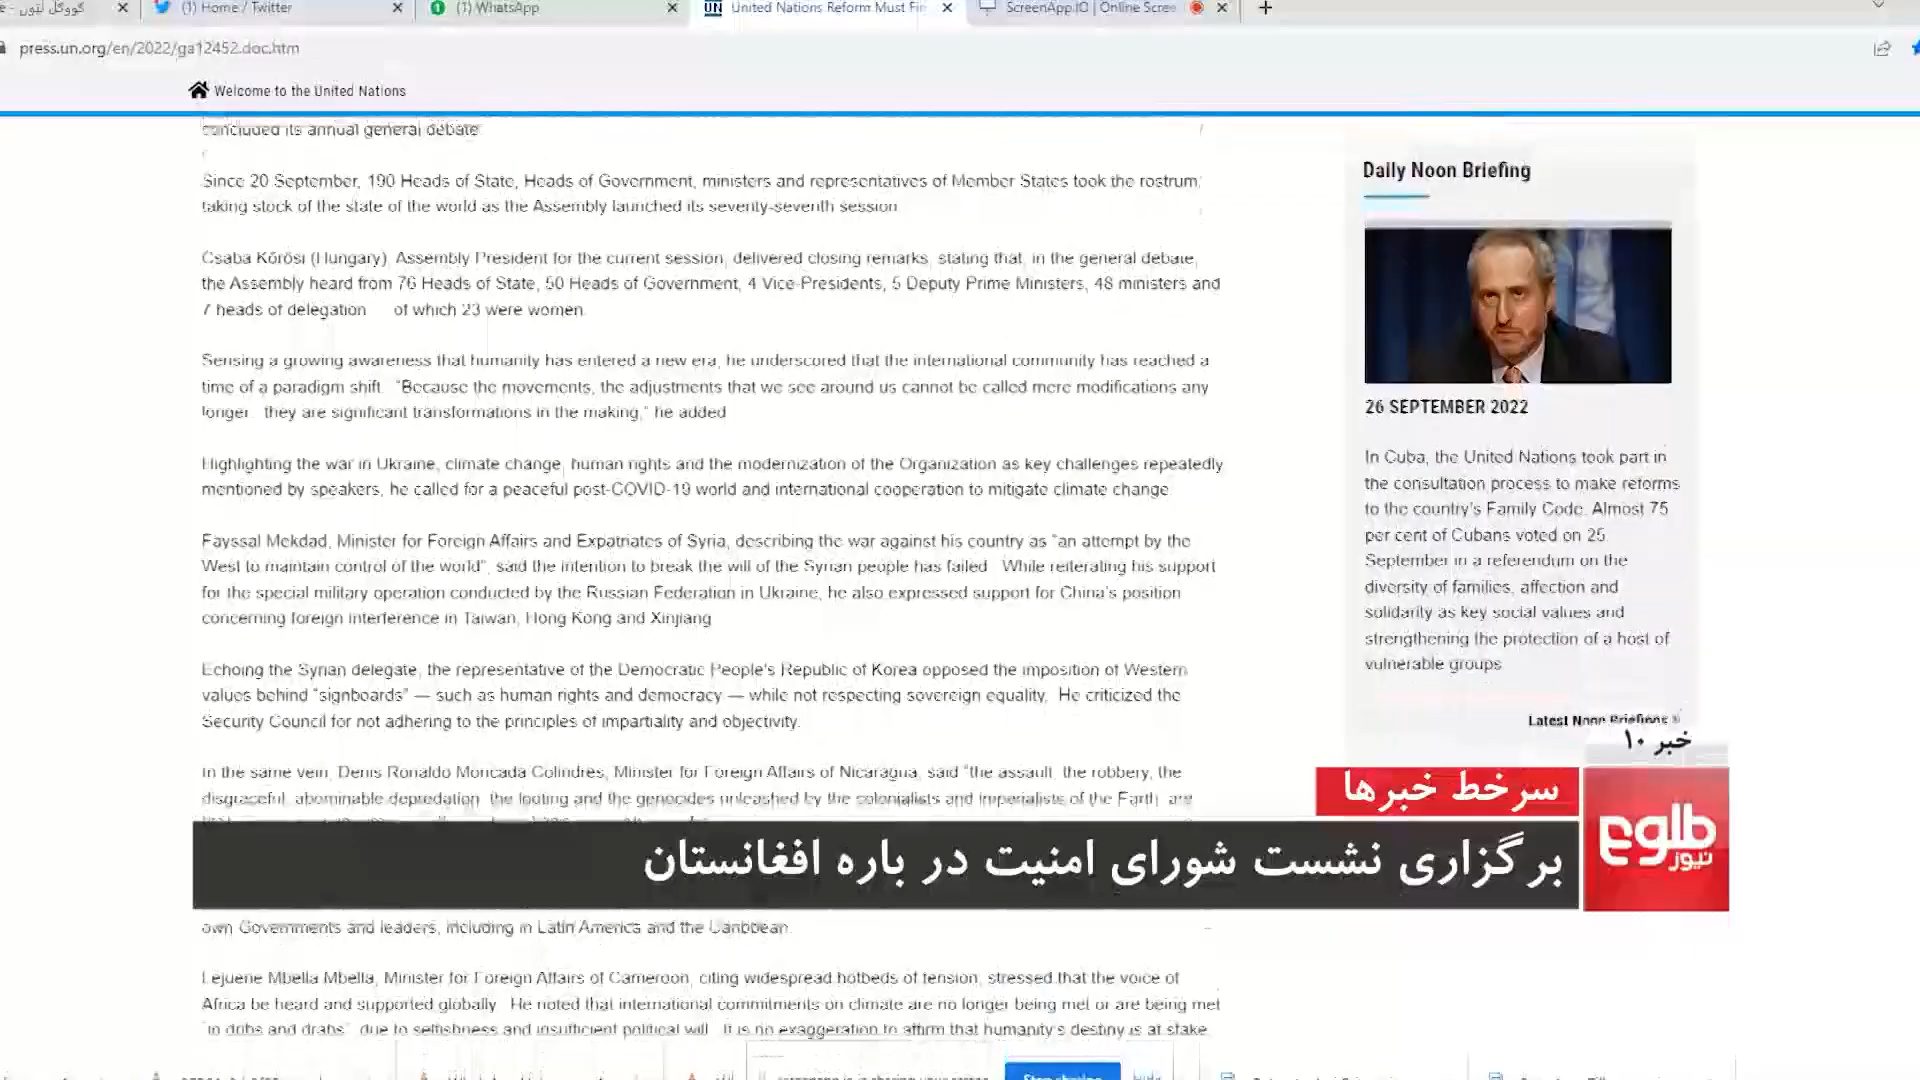 (1) Home / Twitter
(1) WhatsApp
United Nations Reform Must Fir
ScreenApp.IO | Online Scree
press.un.org/en/2022/ga12452.doc.htm
Welcome to the United Nations
concluded its annual general debate
Since 20 September, 190 Heads of State, Heads of Government, ministers and representatives of Member States took the rostrum,
taking stock of the state of the world as the Assembly launched its seventy-seventh session.
Csaba Kőrösi (Hungary), Assembly President for the current session, delivered closing remarks, stating that, in the general debate,
the Assembly heard from 76 Heads of State, 50 Heads of Government, 4 Vice-Presidents, 5 Deputy Prime Ministers, 48 ministers and
7 heads of delegation of which 23 were women.
Sensing a growing awareness that humanity has entered a new era, he underscored that the international community has reached a
time of a paradigm shift. "Because the movements, the adjustments that we see around us cannot be called mere modifications any
longer they are significant transformations in the making," he added.
Highlighting the war in Ukraine, climate change, human rights and the modernization of the Organization as key challenges repeatedly
mentioned by speakers, he called for a peaceful post-COVID-19 world and international cooperation to mitigate climate change.
Fayssal Mekdad, Minister for Foreign Affairs and Expatriates of Syria, describing the war against his country as "an attempt by the
West to maintain control of the world", said the intention to break the will of the Syrian people has failed. While reiterating his support
for the special military operation conducted by the Russian Federation in Ukraine, he also expressed support for China's position
concerning foreign interference in Taiwan, Hong Kong and Xinjiang.
Echoing the Syrian delegate, the representative of the Democratic People's Republic of Korea opposed the imposition of Western
values behind "signboards" — such as human rights and democracy — while not respecting sovereign equality. He criticized the
Security Council for not adhering to the principles of impartiality and objectivity.
In the same vein, Denis Ronaldo Moncada Colindres, Minister for Foreign Affairs of Nicaragua, said "the assault, the robbery, the
disgraceful, abominable depredation, the looting and the genocides unleashed by the colonialists and imperialists of the Earth, are
own Governments and leaders, including in Latin America and the Caribbean.
Lejuene Mbella Mbella, Minister for Foreign Affairs of Cameroon, citing widespread hotbeds of tension, stressed that the voice of
Africa be heard and supported globally. He noted that international commitments on climate are no longer being met or are being met
"in dribs and drabs", due to selfishness and insufficient political will. It is no exaggeration to affirm that humanity's destiny is at stake
Daily Noon Briefing
26 SEPTEMBER 2022
In Cuba, the United Nations took part in
the consultation process to make reforms
to the country's Family Code. Almost 75
per cent of Cubans voted on 25
September in a referendum on the
diversity of families, affection and
solidarity as key social values and
strengthening the protection of a host of
vulnerable groups.
Latest Noon Briefings »
خبر ۱۰
سرخط خبرها
طلوع
نیوز
برگزاری نشست شورای امنیت در باره افغانستان
Stop sharing
Hide